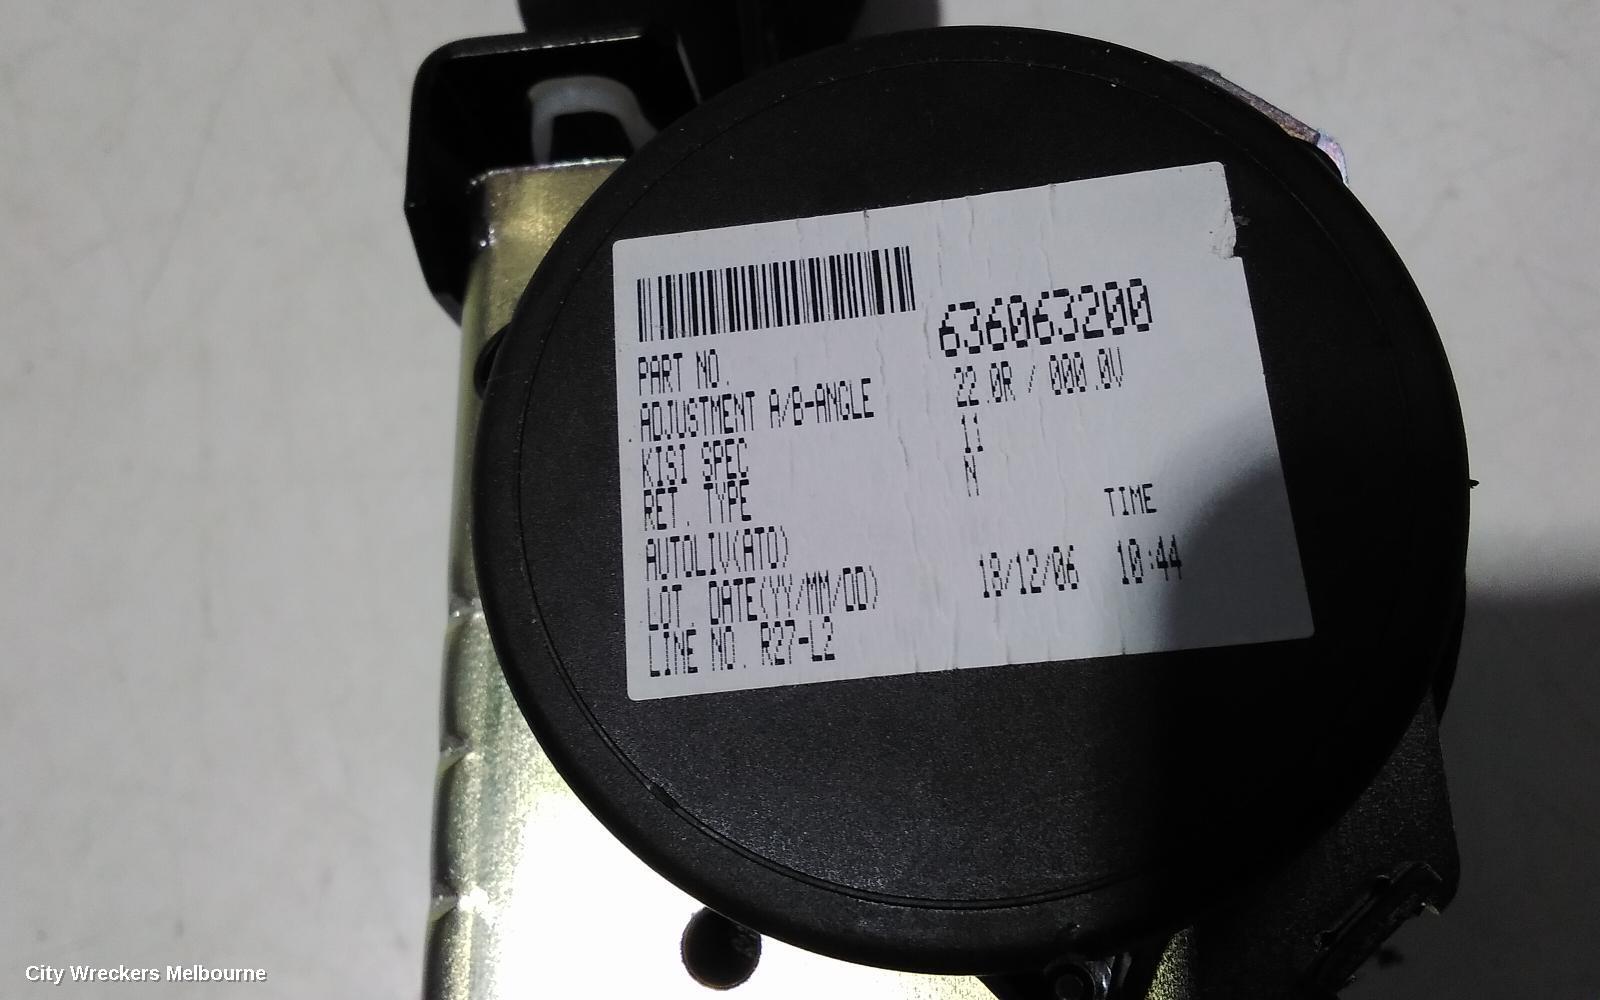 636063200
PART NO.
ADJUSTMENT A/B-ANGLE 22.0R / 000.0V
KISI SPEC 11
RET. TYPE N
AUTOLIV(ATO) TIME
LOT. DATE(YY/MM/DD) 18/12/06 10:44
LINE NO. R27-L2
City Wreckers Melbourne